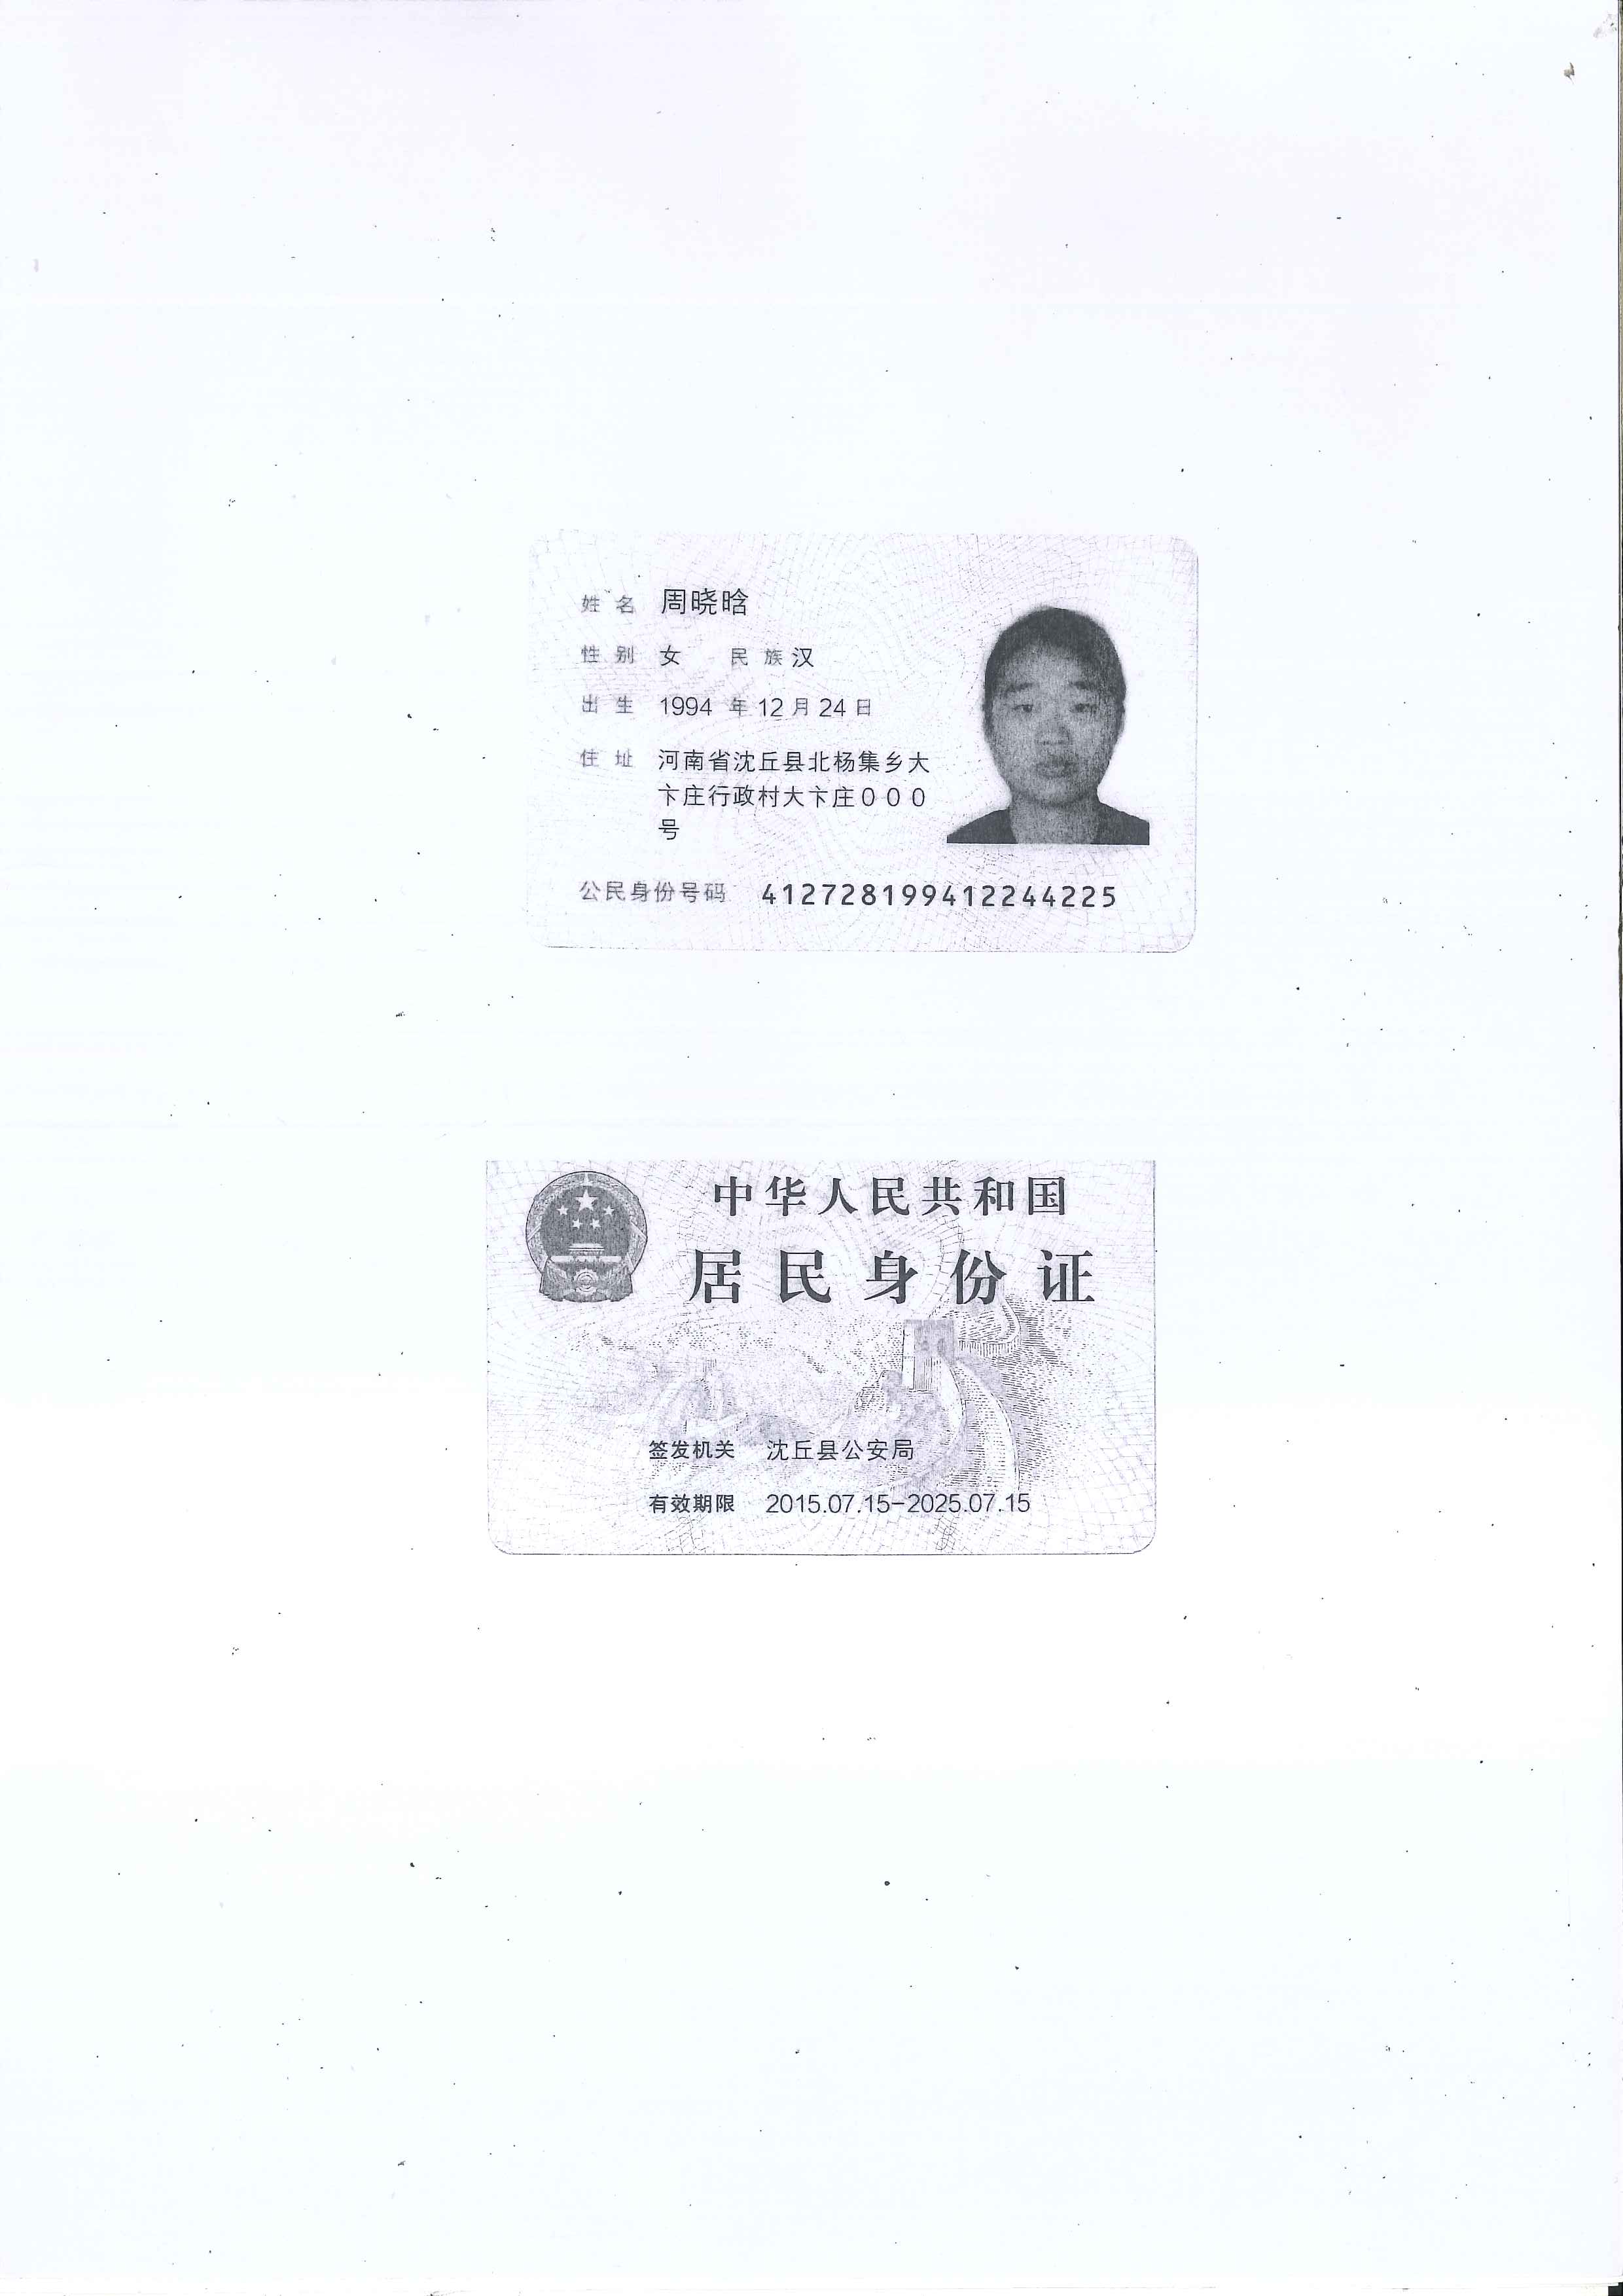 姓名 周晓晗
性别 女 民族 汉
出生 1994 年 12 月 24 日
住址 河南省沈丘县北杨集乡大
卞庄行政村大卞庄000
号
公民身份号码 412728199412244225
中华人民共和国
居民身份证
签发机关 沈丘县公安局
有效期限 2015.07.15-2025.07.15